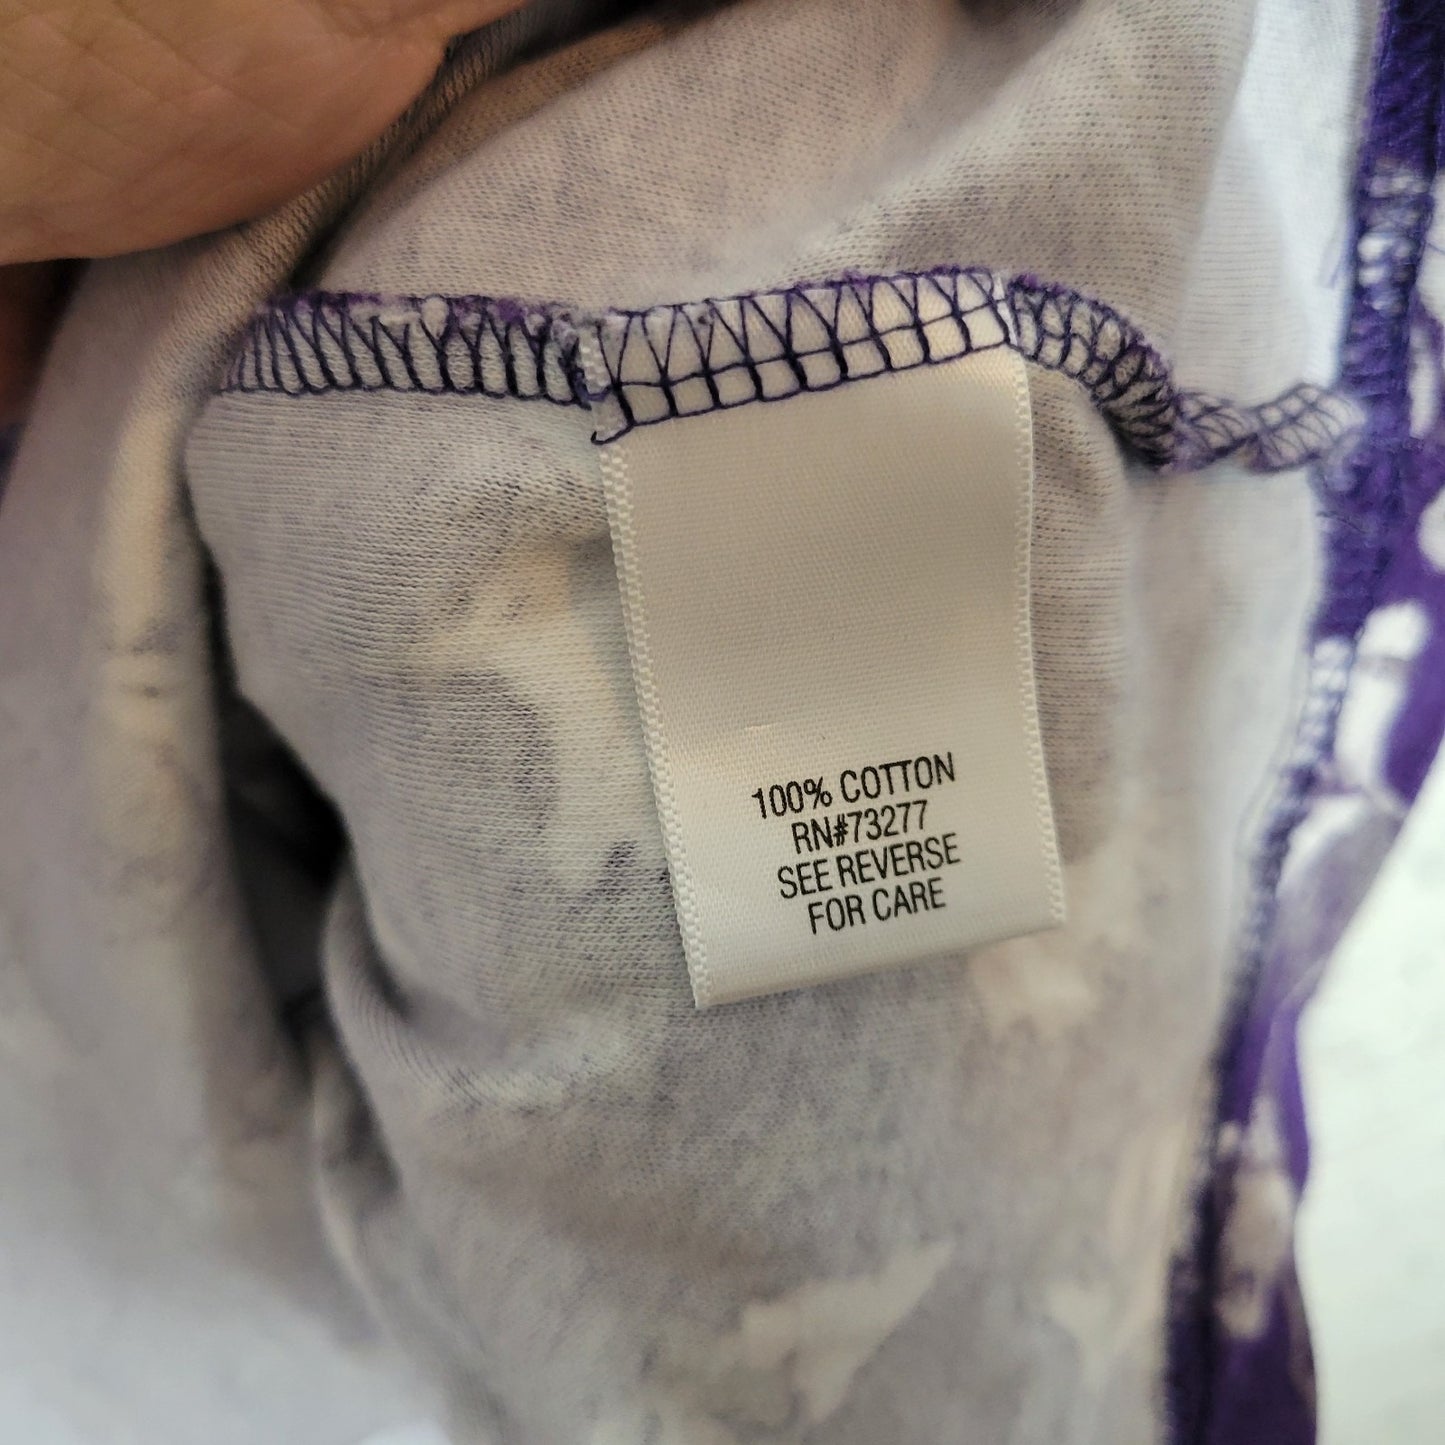 100% COTTON
RN#73277
SEE REVERSE
FOR CARE